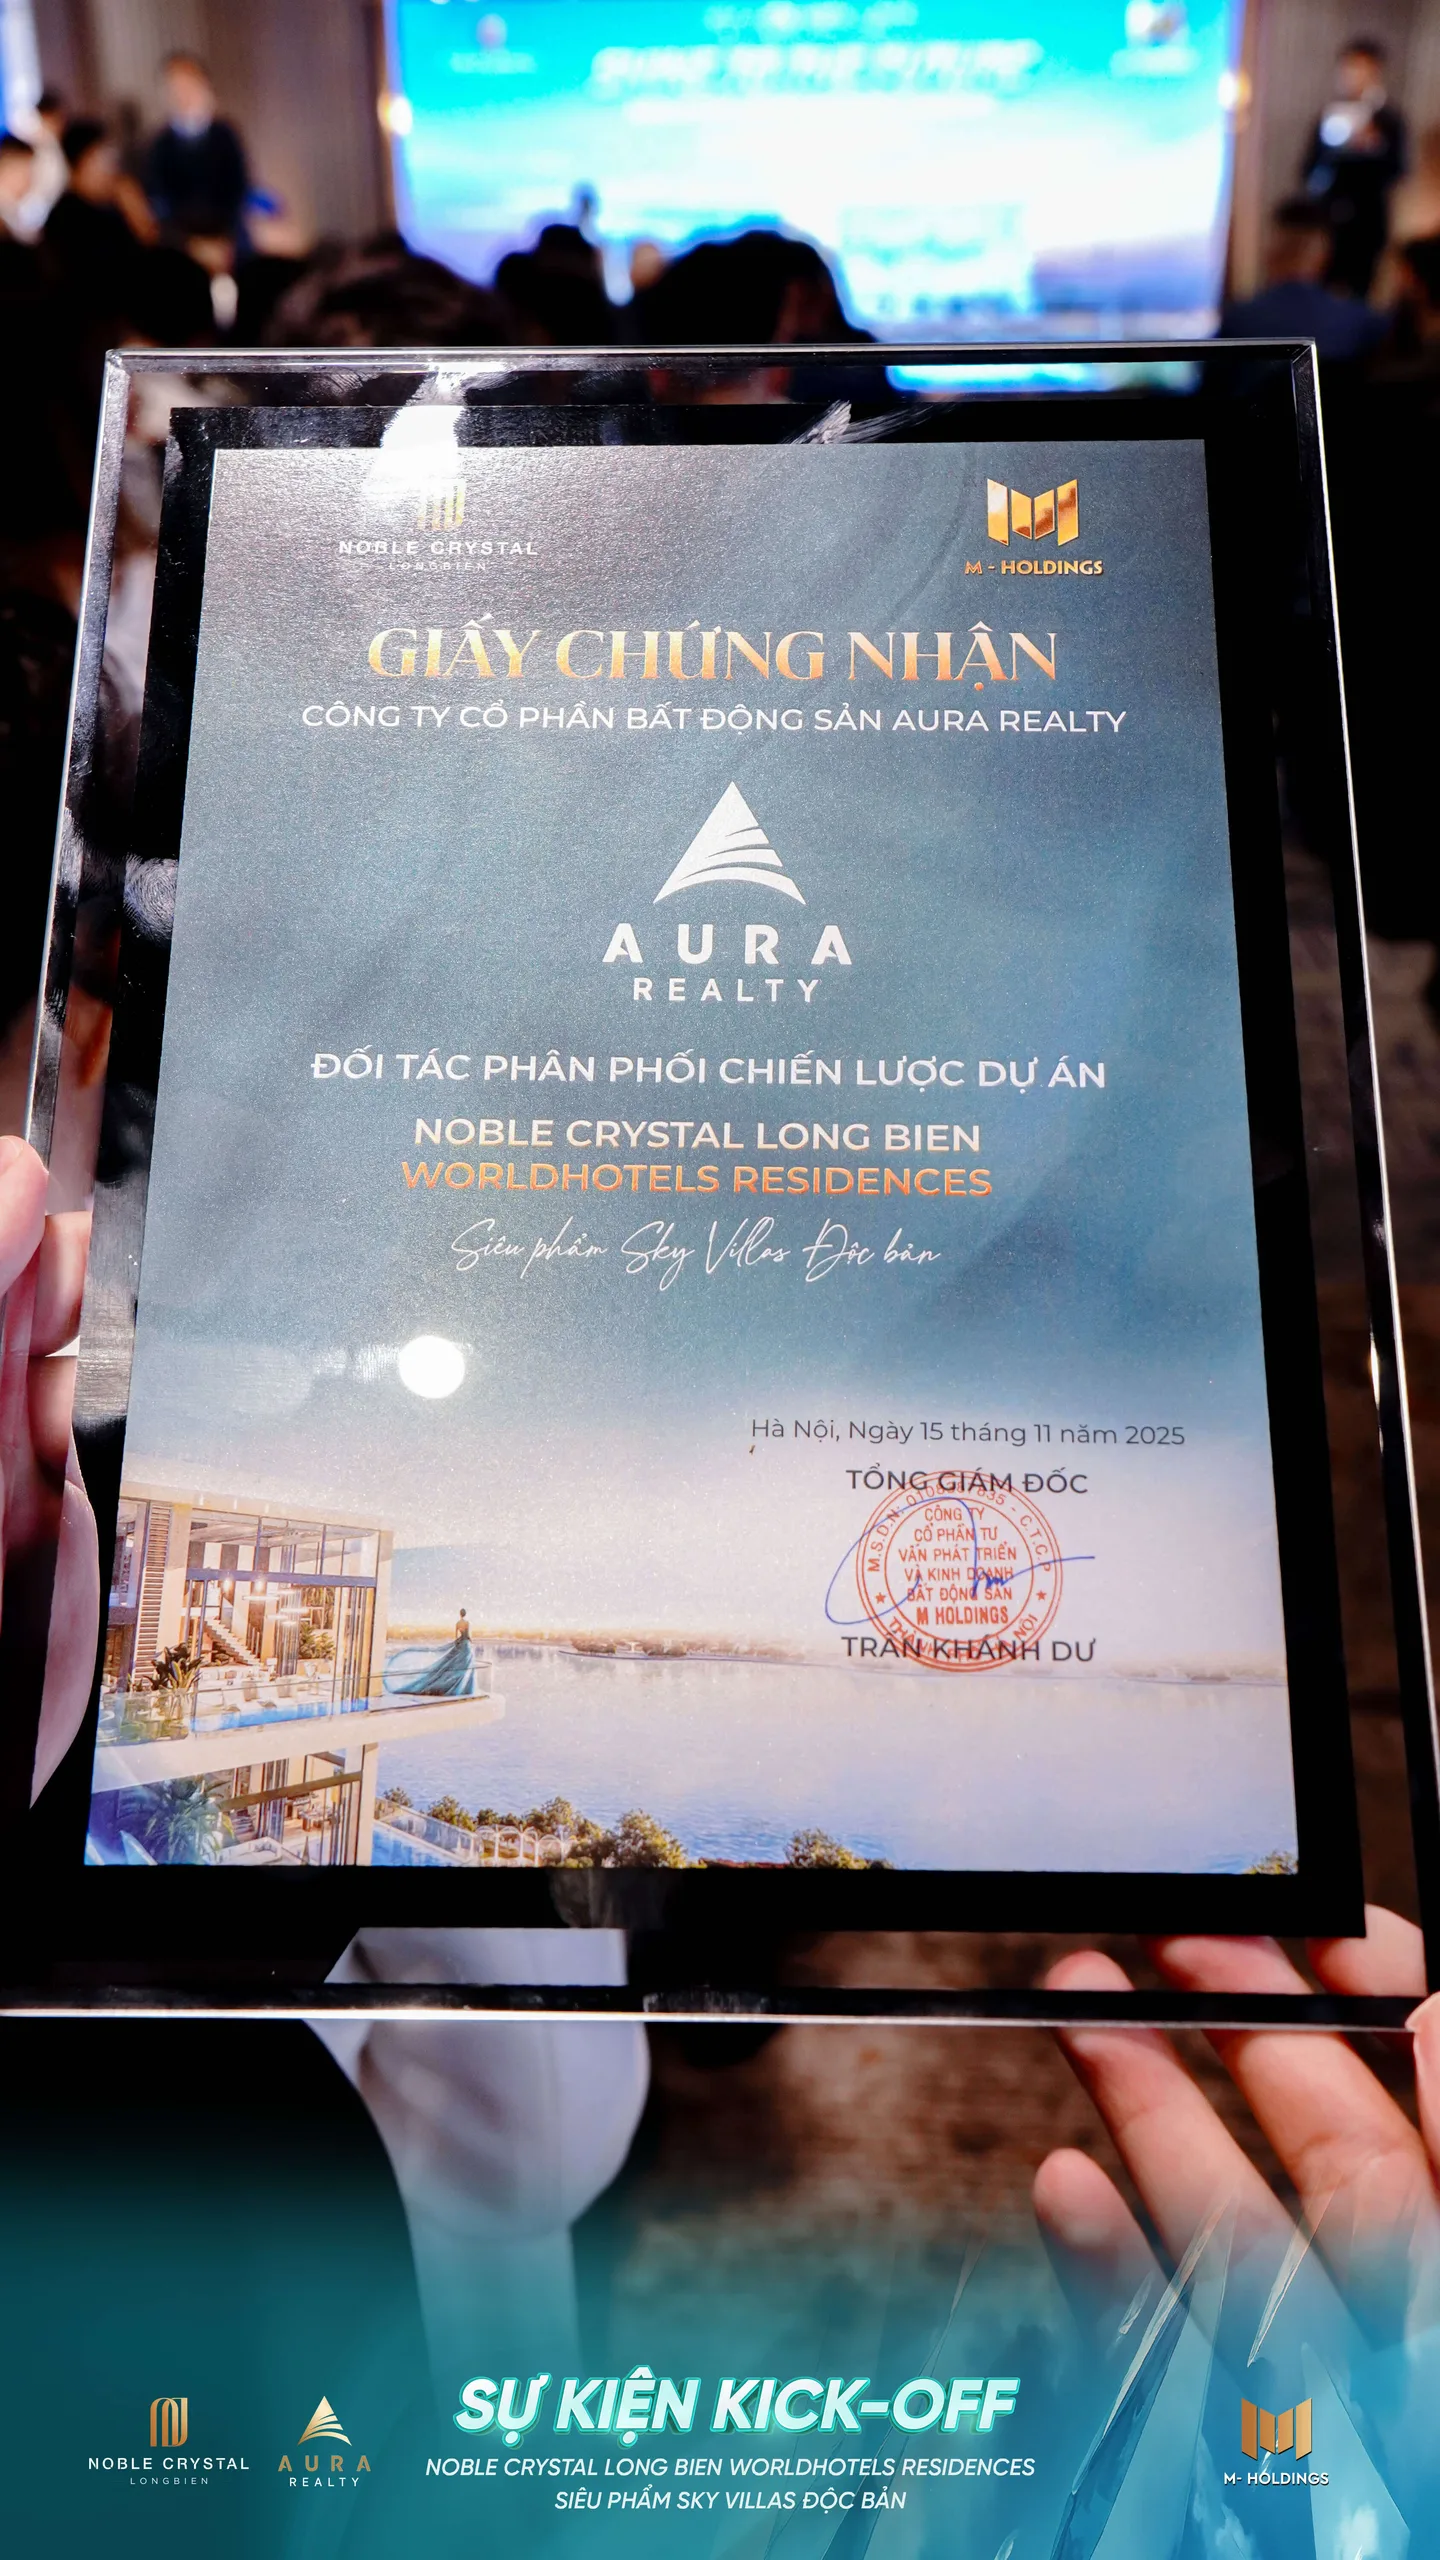 NOBLE CRYSTAL
LONGBIEN
M - HOLDINGS
GIẤY CHỨNG NHẬN
CÔNG TY CỔ PHẦN BẤT ĐỘNG SẢN AURA REALTY
AURA
REALTY
ĐỐI TÁC PHÂN PHỐI CHIẾN LƯỢC DỰ ÁN
NOBLE CRYSTAL LONG BIEN
WORLDHOTELS RESIDENCES
Siêu phẩm Sky Villas Độc bản
Hà Nội, Ngày 15 tháng 11 năm 2025
TỔNG GIÁM ĐỐC
M.S.D.N: - C.T.C.P
CÔNG TY
CỔ PHẦN TƯ
VẤN PHÁT TRIỂN
VÀ KINH DOANH
BẤT ĐỘNG SẢN
M HOLDINGS
TRẦN KHÁNH DƯ
SỰ KIỆN KICK-OFF
NOBLE CRYSTAL
LONGBIEN
AURA
REALTY
NOBLE CRYSTAL LONG BIEN WORLDHOTELS RESIDENCES
SIÊU PHẨM SKY VILLAS ĐỘC BẢN
M- HOLDINGS